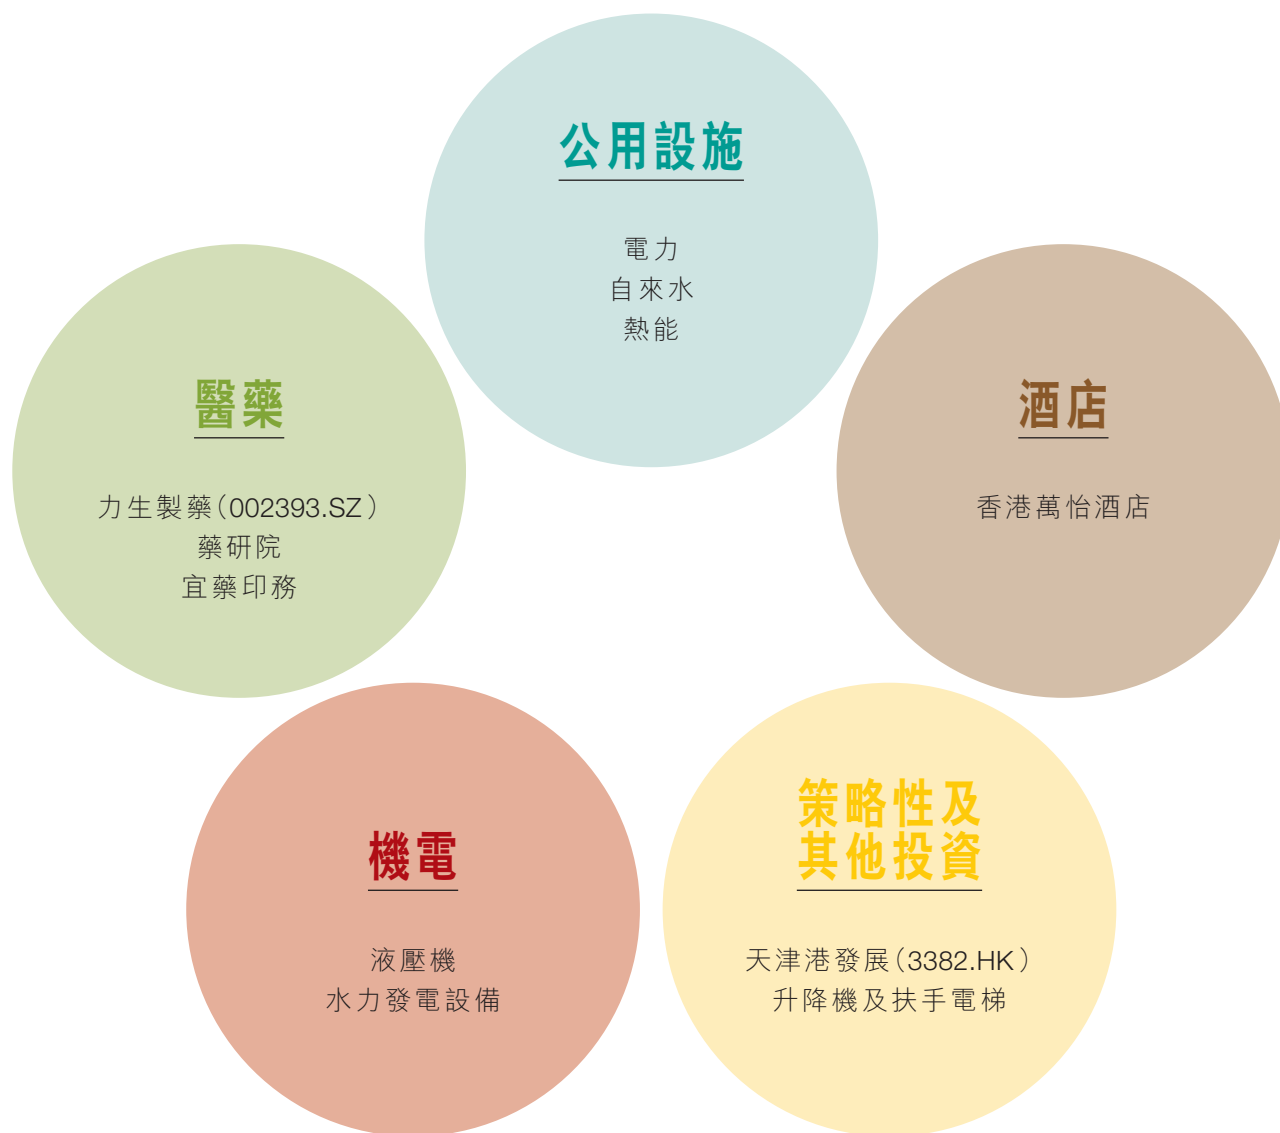 公用設施
電力
自來水
熱能
醫藥
力生製藥(002393.SZ)
藥研院
宜藥印務
酒店
香港萬怡酒店
機電
液壓機
水力發電設備
策略性及
其他投資
天津港發展(3382.HK)
升降機及扶手電梯